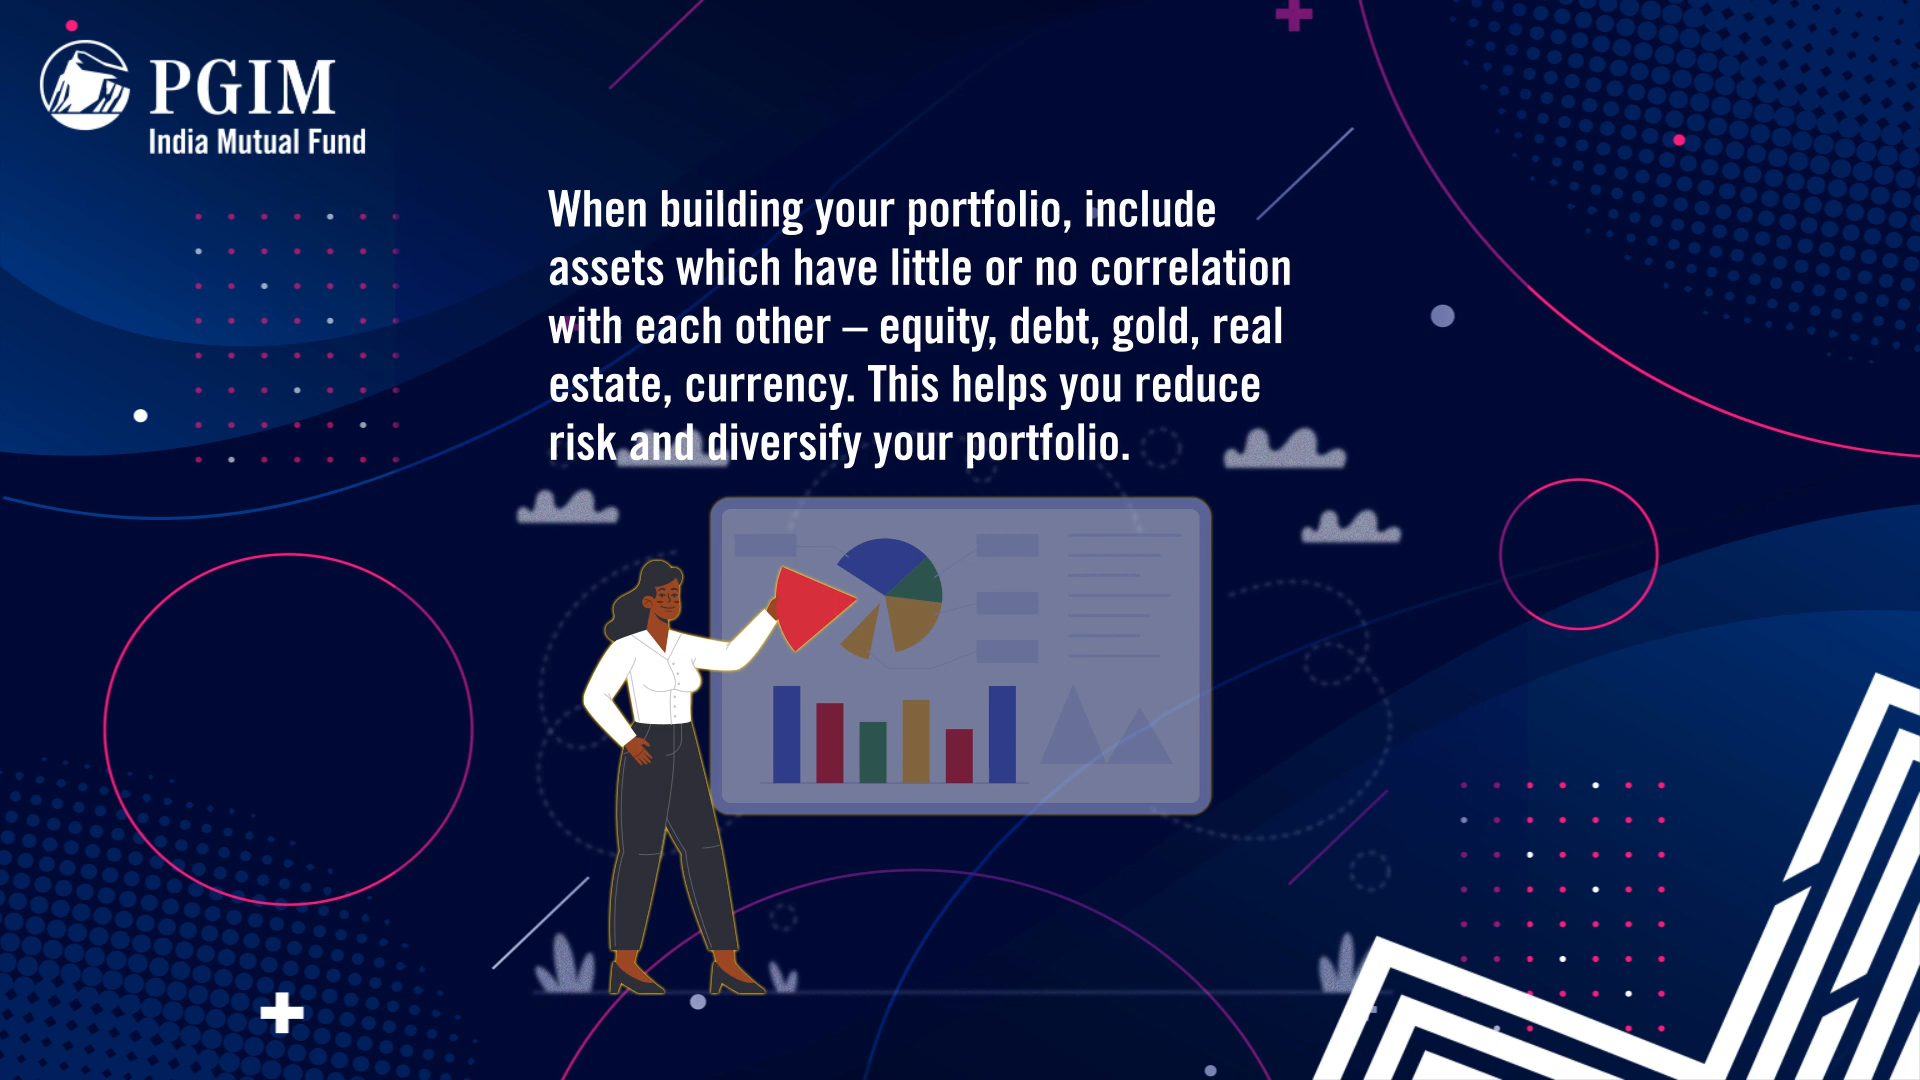 PGIM
India Mutual Fund
When building your portfolio, include
assets which have little or no correlation
with each other – equity, debt, gold, real
estate, currency. This helps you reduce
risk and diversify your portfolio.